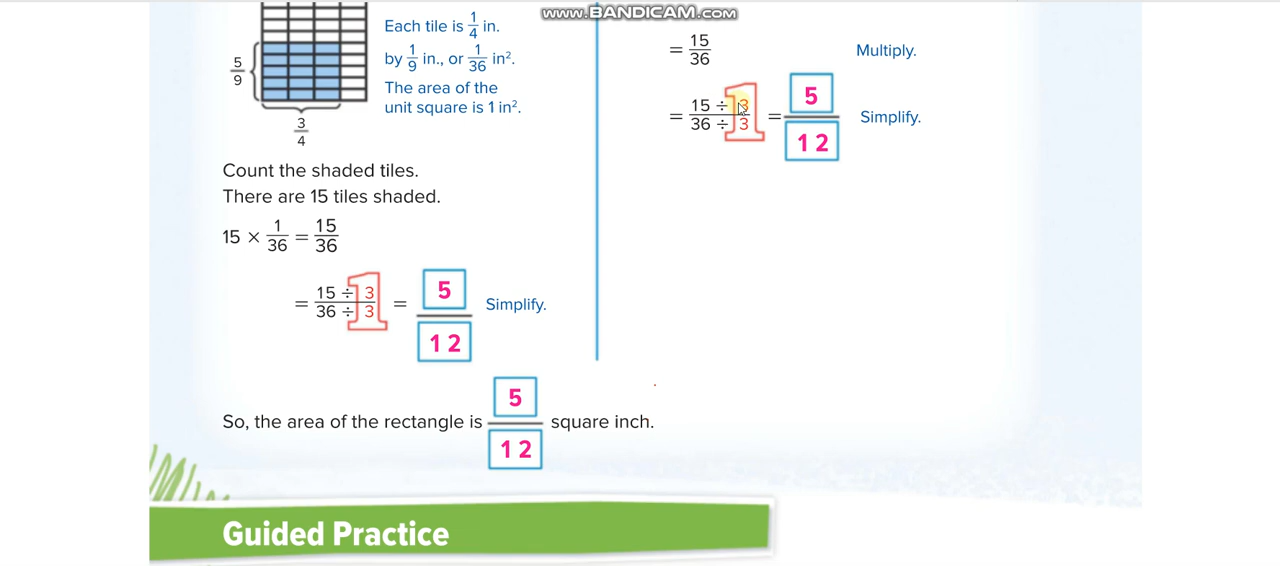 www.BANDICAM.com
Each tile is 1/4 in.
by 1/9 in., or 1/36 in².
The area of the
unit square is 1 in².
5/9
3/4
Count the shaded tiles.
There are 15 tiles shaded.
15 × 1/36 = 15/36
= 15 ÷ 3 / 36 ÷ 3 1 = 5/12 Simplify.
= 15/36 Multiply.
= 15 ÷ 3 / 36 ÷ 3 1 = 5/12 Simplify.
So, the area of the rectangle is 5/12 square inch.
Guided Practice